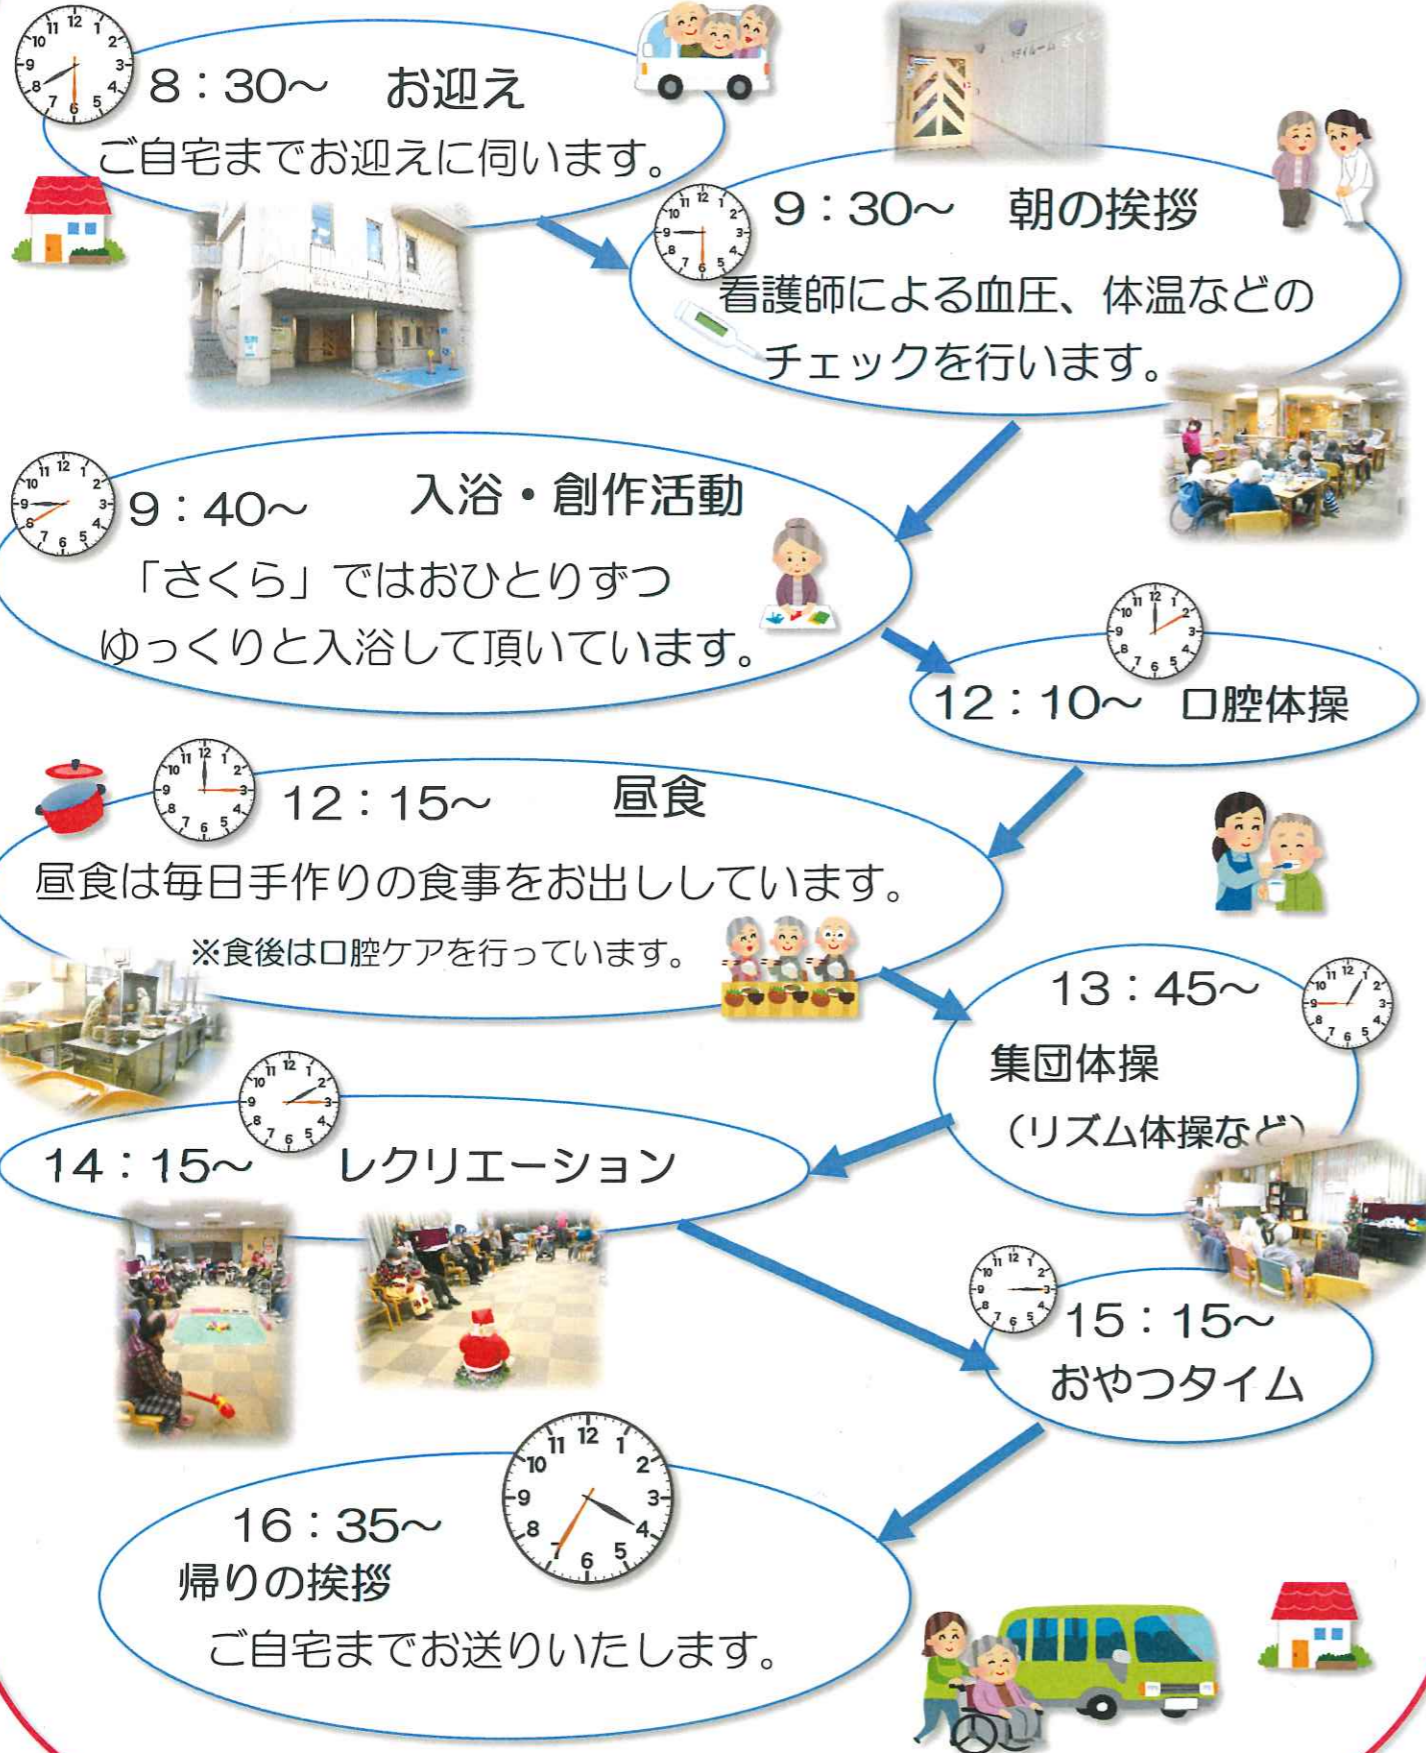 8：30～　お迎え
ご自宅までお迎えに伺います。
9：30～　朝の挨拶
看護師による血圧、体温などの
チェックを行います。
9：40～　入浴・創作活動
「さくら」ではおひとりずつ
ゆっくりと入浴して頂いています。
12：10～　口腔体操
12：15～　昼食
昼食は毎日手作りの食事をお出ししています。
※食後は口腔ケアを行っています。
13：45～
集団体操
（リズム体操など）
14：15～　レクリエーション
15：15～
おやつタイム
16：35～
帰りの挨拶
ご自宅までお送りいたします。